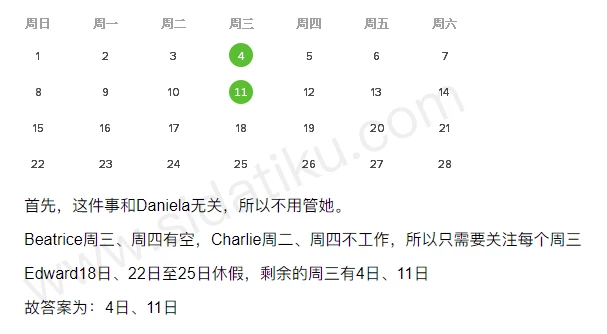 周日 周一 周二 周三 周四 周五 周六
1 2 3 4 5 6 7
8 9 10 11 12 13 14
15 16 17 18 19 20 21
22 23 24 25 26 27 28
首先，这件事和Daniela无关，所以不用管她。
Beatrice周三、周四有空，Charlie周二、周四不工作，所以只需要关注每个周三
Edward18日、22日至25日休假，剩余的周三有4日、11日
故答案为：4日、11日
www.sidatiku.com